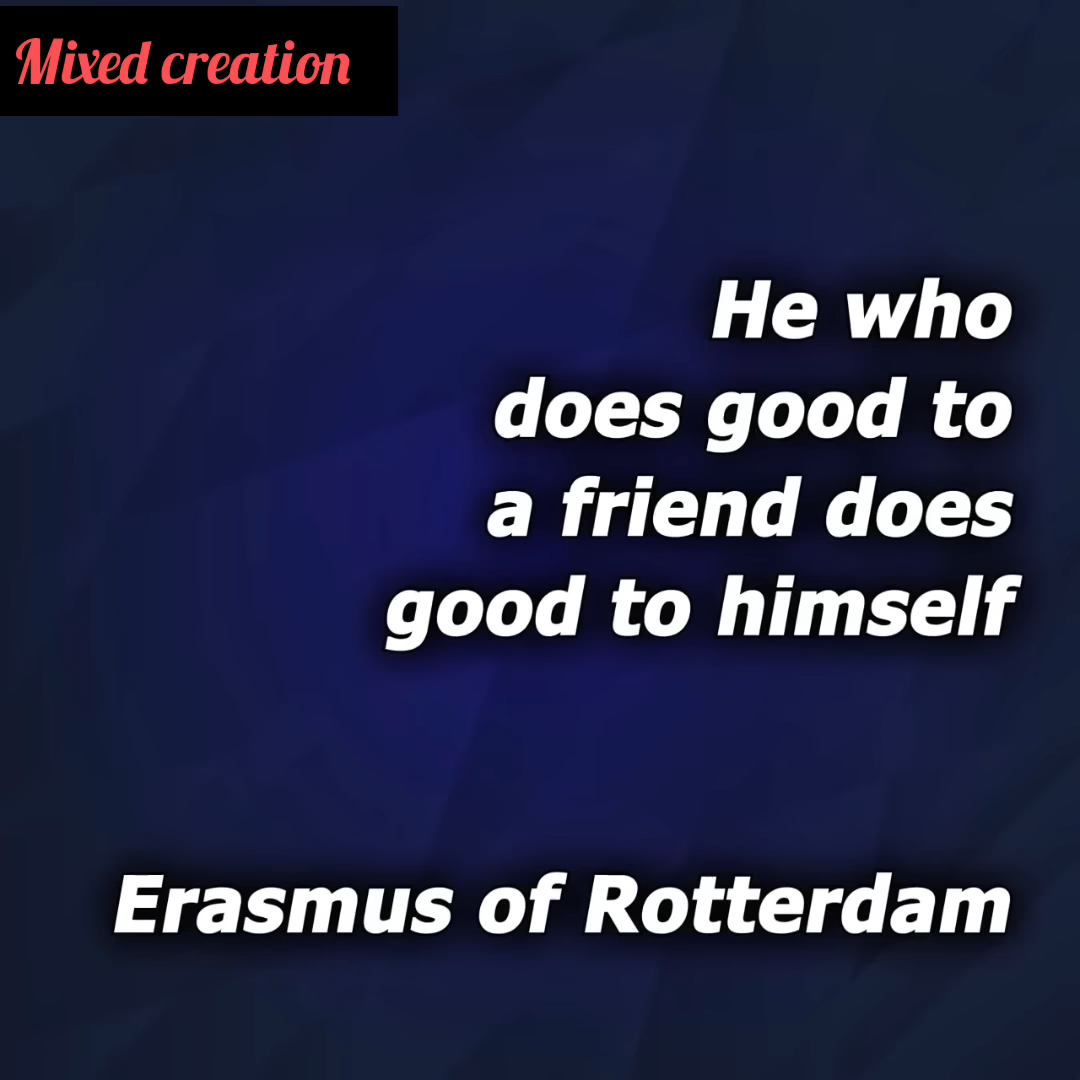 Mixed creation
He who
does good to
a friend does
good to himself
Erasmus of Rotterdam